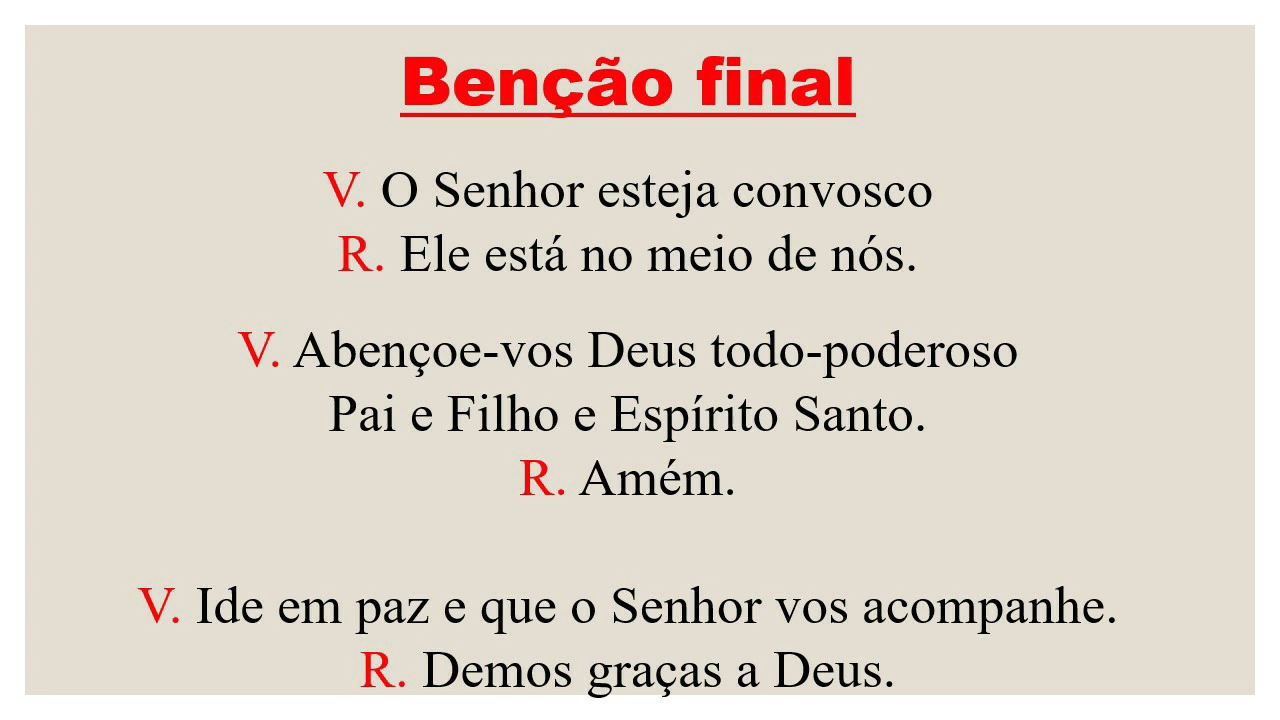 Benção final
V. O Senhor esteja convosco
R. Ele está no meio de nós.
V. Abençoe-vos Deus todo-poderoso
Pai e Filho e Espírito Santo.
R. Amém.
V. Ide em paz e que o Senhor vos acompanhe.
R. Demos graças a Deus.